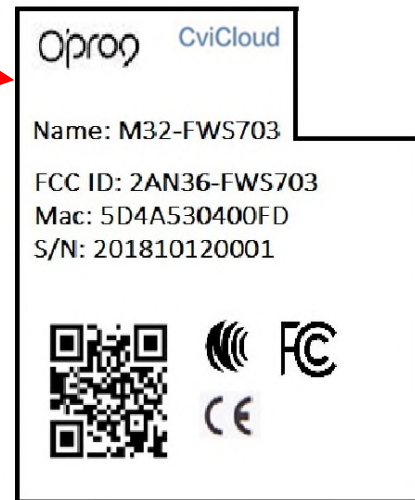 Oprog CviCloud
Name: M32-FWS703
FCC ID: 2AN36-FWS703
Mac: 5D4A530400FD
S/N: 201810120001
FC
CE